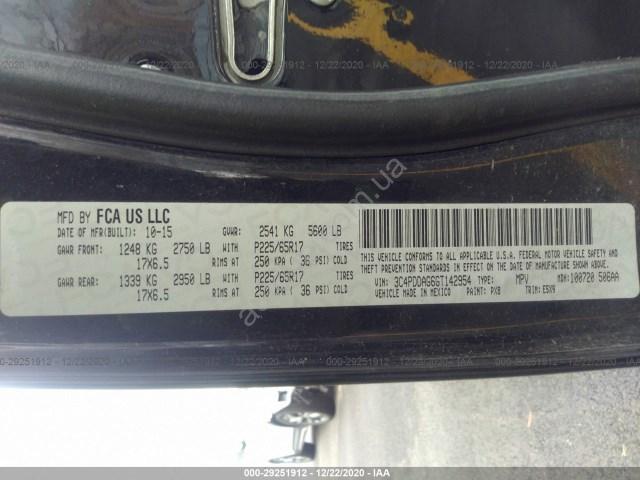 000-29251912 - 12/22/2020 - IAA
MFD BY FCA US LLC
DATE OF MFR(BUILT): 10-15 GVWR: 2541 KG 5600 LB
GAWR FRONT: 1248 KG 2750 LB WITH P225/65R17 TIRES
17X6.5 RIMS AT 250 KPA ( 36 PSI) COLD
GAWR REAR: 1339 KG 2950 LB WITH P225/65R17 TIRES
17X6.5 RIMS AT 250 KPA ( 36 PSI) COLD
THIS VEHICLE CONFORMS TO ALL APPLICABLE U.S.A. FEDERAL MOTOR VEHICLE SAFETY AND
THEFT PREVENTION STANDARDS IN EFFECT ON THE DATE OF MANUFACTURE SHOWN ABOVE.
VIN: 3C4PDDAG6GT142954 TYPE: MPV MDH: 100720 506AA
VEHICLE MADE IN MEXICO PAINT: PX8 TRIM: E5X9
000-29251912 - 12/22/2020 - IAA